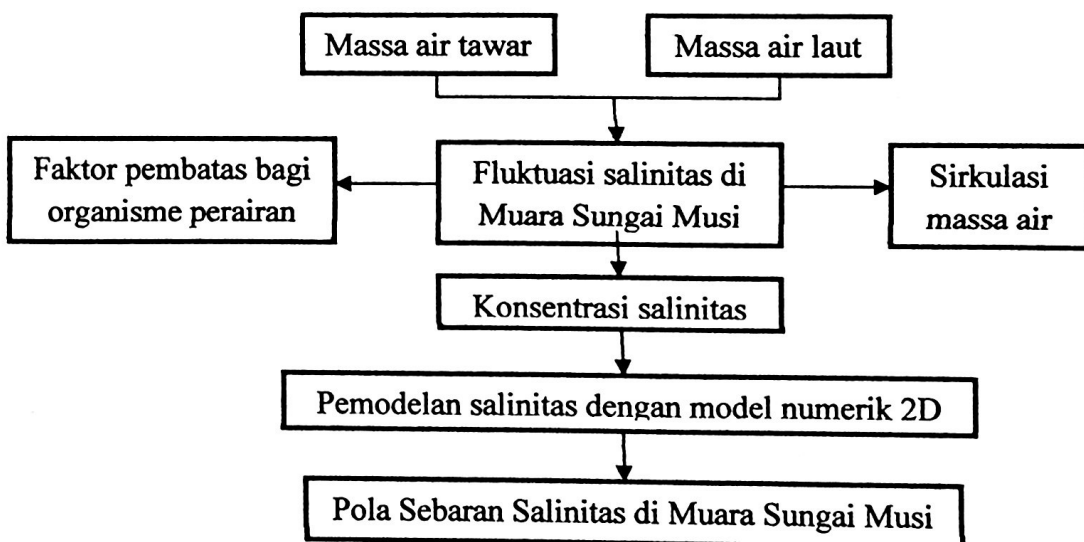 Massa air tawar
Massa air laut
Faktor pembatas bagi
organisme perairan
Fluktuasi salinitas di
Muara Sungai Musi
Sirkulasi
massa air
Konsentrasi salinitas
Pemodelan salinitas dengan model numerik 2D
Pola Sebaran Salinitas di Muara Sungai Musi